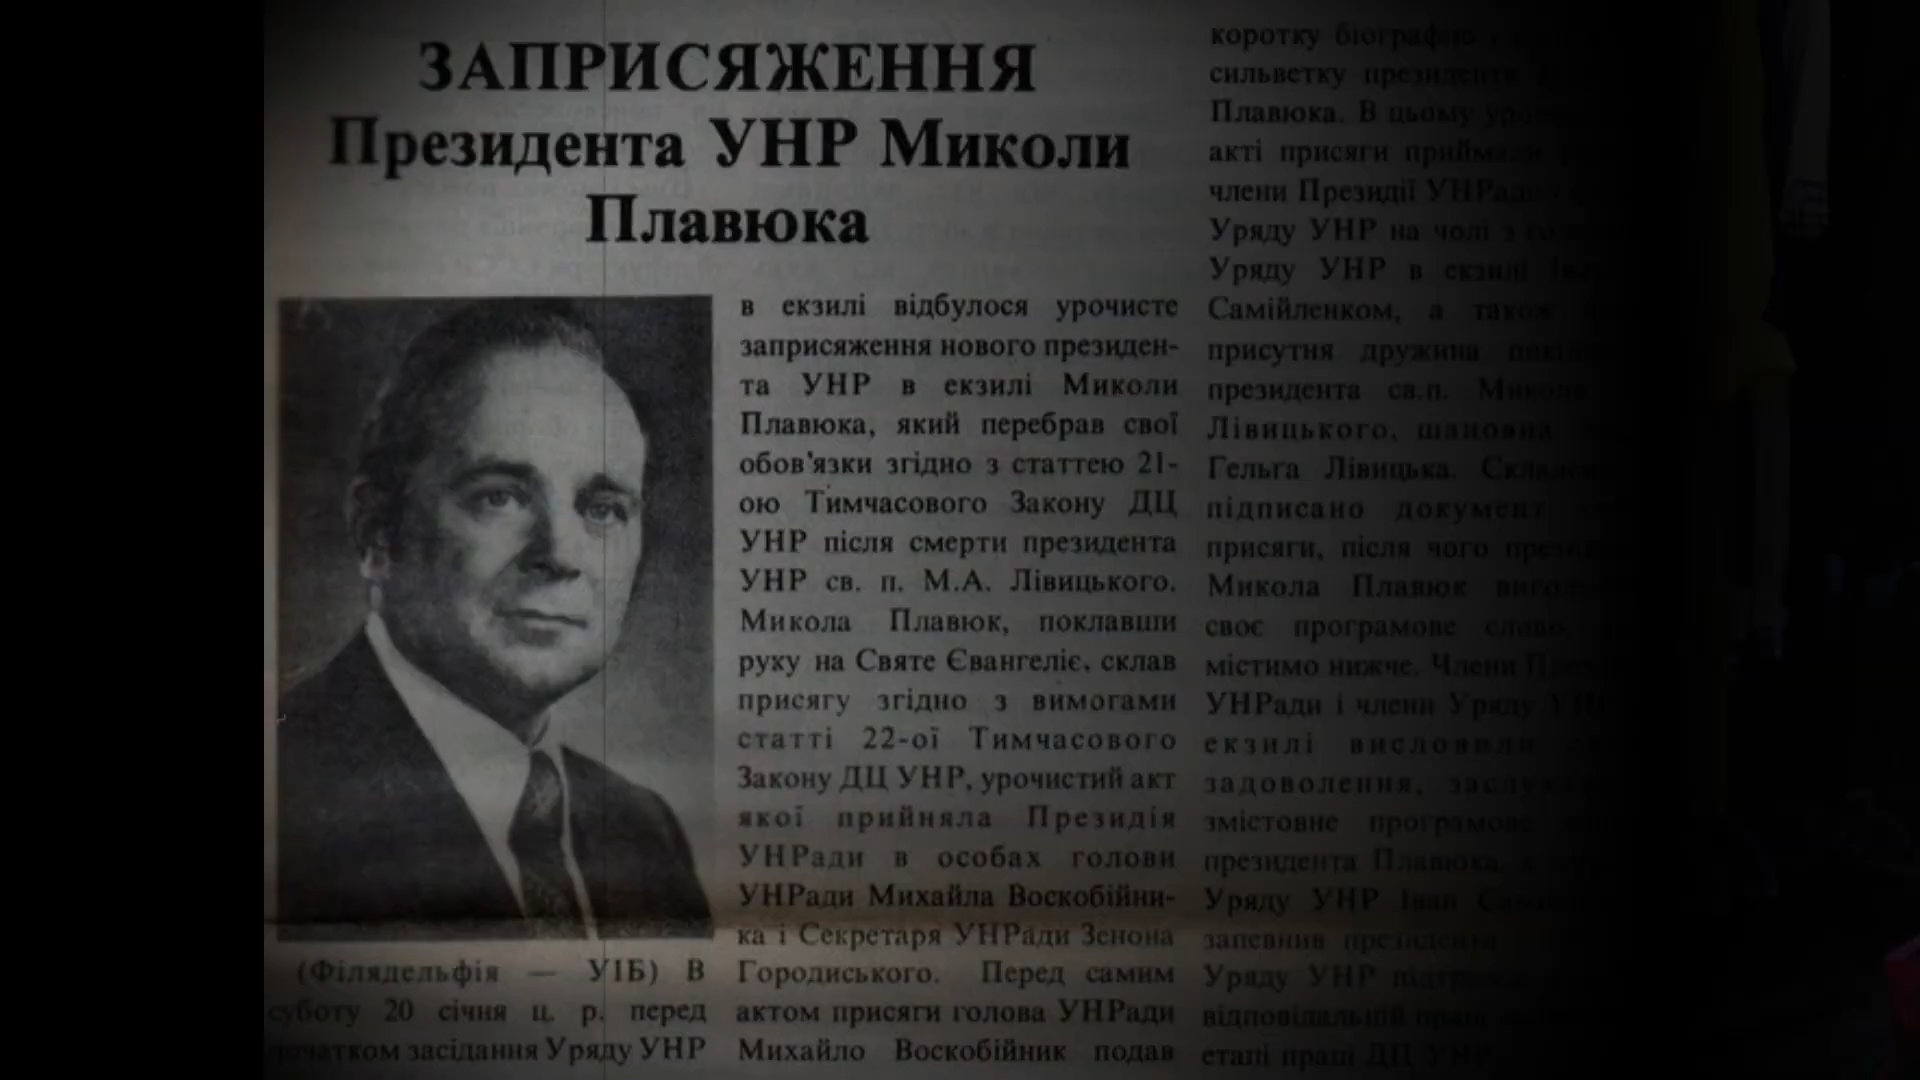 ЗАПРИСЯЖЕННЯ
Президента УНР Миколи
Плавюка
(Філядельфія — УІБ) В
суботу 20 січня ц. р. перед
початком засідання Уряду УНР
в екзилі відбулося урочисте
заприсяження нового президен-
та УНР в екзилі Миколи
Плавюка, який перебрав свої
обов'язки згідно з статтею 21-
ою Тимчасового Закону ДЦ
УНР після смерти президента
УНР св. п. М.А. Лівицького.
Микола Плавюк, поклавши
руку на Святе Євангеліє, склав
присягу згідно з вимогами
статті 22-ої Тимчасового
Закону ДЦ УНР, урочистий акт
якої прийняла Президія
УНРади в особах голови
УНРади Михайла Воскобійни-
ка і Секретаря УНРади Зенона
Городиського. Перед самим
актом присяги голова УНРади
Михайло Воскобійник подав
коротку біографію
сильветку президента
Плавюка. В цьому
акті присяги приймали
члени Президії УНРади
Уряду УНР на чолі з
Уряду УНР в екзилі
Самійленком, а також
присутня дружина
президента св.п. Миколи
Лівицького, шановна
Гельга Лівицька.
підписано документ
присяги, після чого
Микола Плавюк
своє програмове слово,
містимо нижче. Члени
УНРади і члени Уряду
екзилі висловили
задоволення,
змістовне програмове
президента Плавюка,
Уряду УНР Іван
запевнив президента
Уряду УНР
відповідальній праці
етапі праці ДЦ УНР